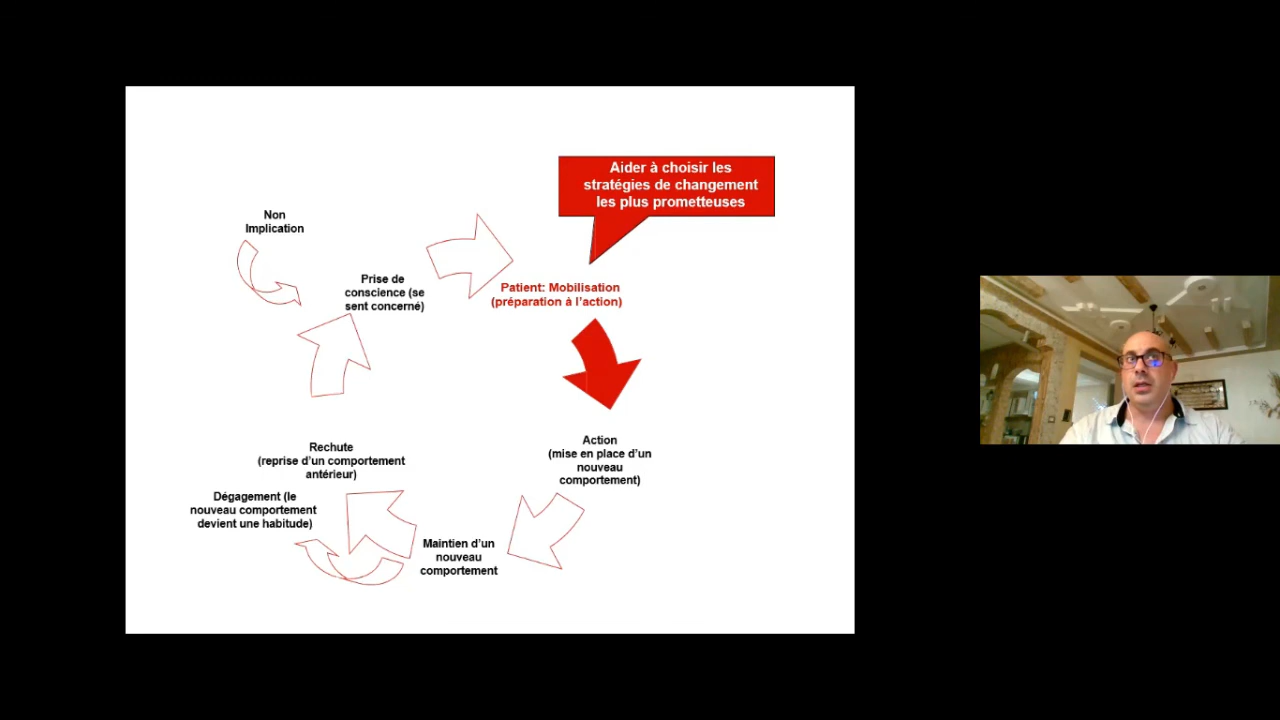 Aider à choisir les
stratégies de changement
les plus prometteuses
Non
Implication
Prise de
conscience (se
sent concerné)
Patient: Mobilisation
(préparation à l'action)
Action
(mise en place d'un
nouveau
comportement)
Rechute
(reprise d'un comportement
antérieur)
Dégagement (le
nouveau comportement
devient une habitude)
Maintien d'un
nouveau
comportement